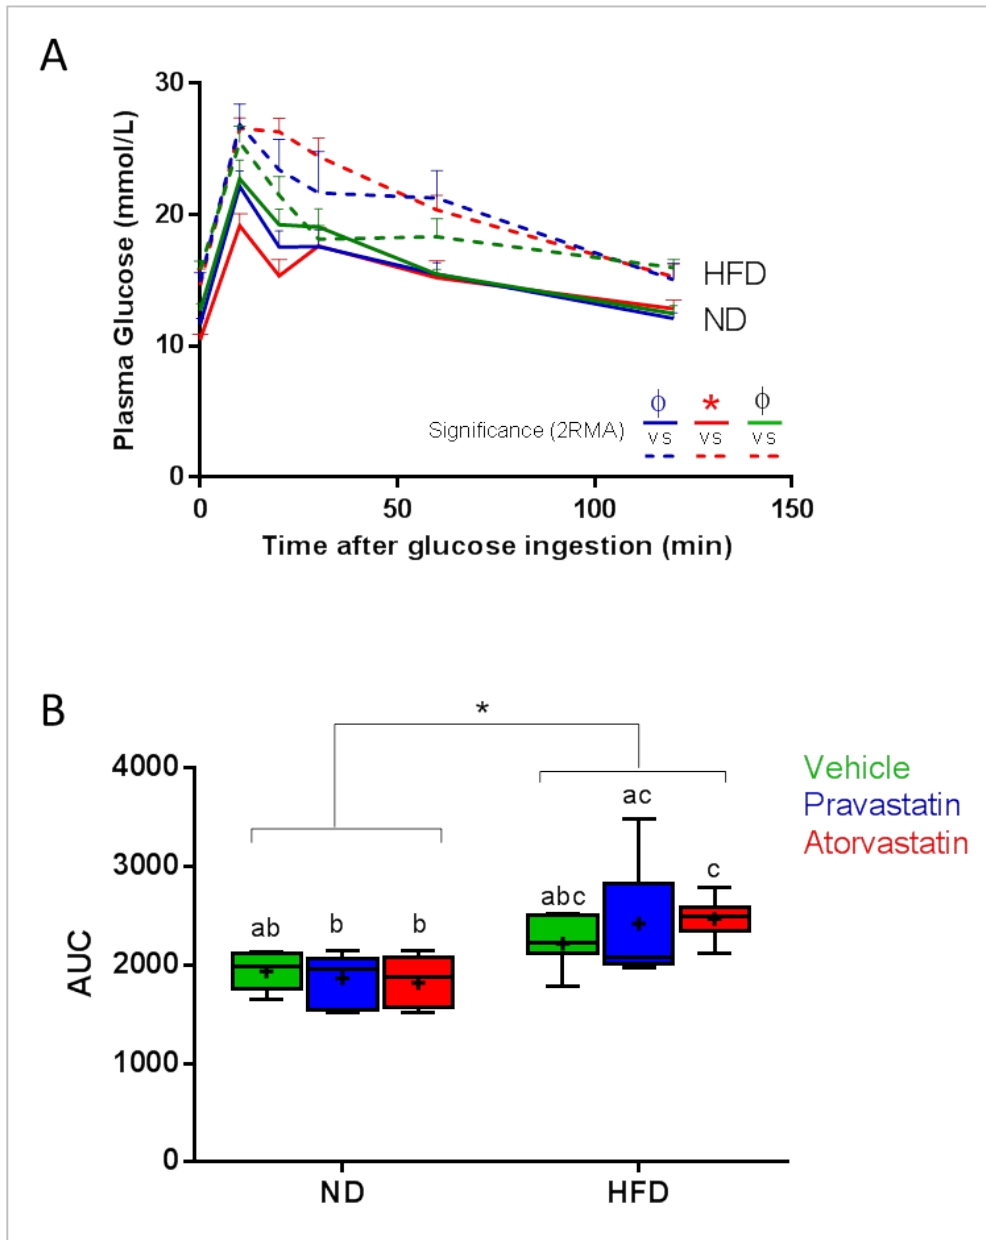 A
Plasma Glucose (mmol/L)
30
20
10
0
HFD
ND
ϕ * ϕ
Significance (2RMA)
vs vs vs
0 50 100 150
Time after glucose ingestion (min)
B
*
4000
3000
2000
1000
0
AUC
ab b b
abc ac c
Vehicle
Pravastatin
Atorvastatin
ND HFD